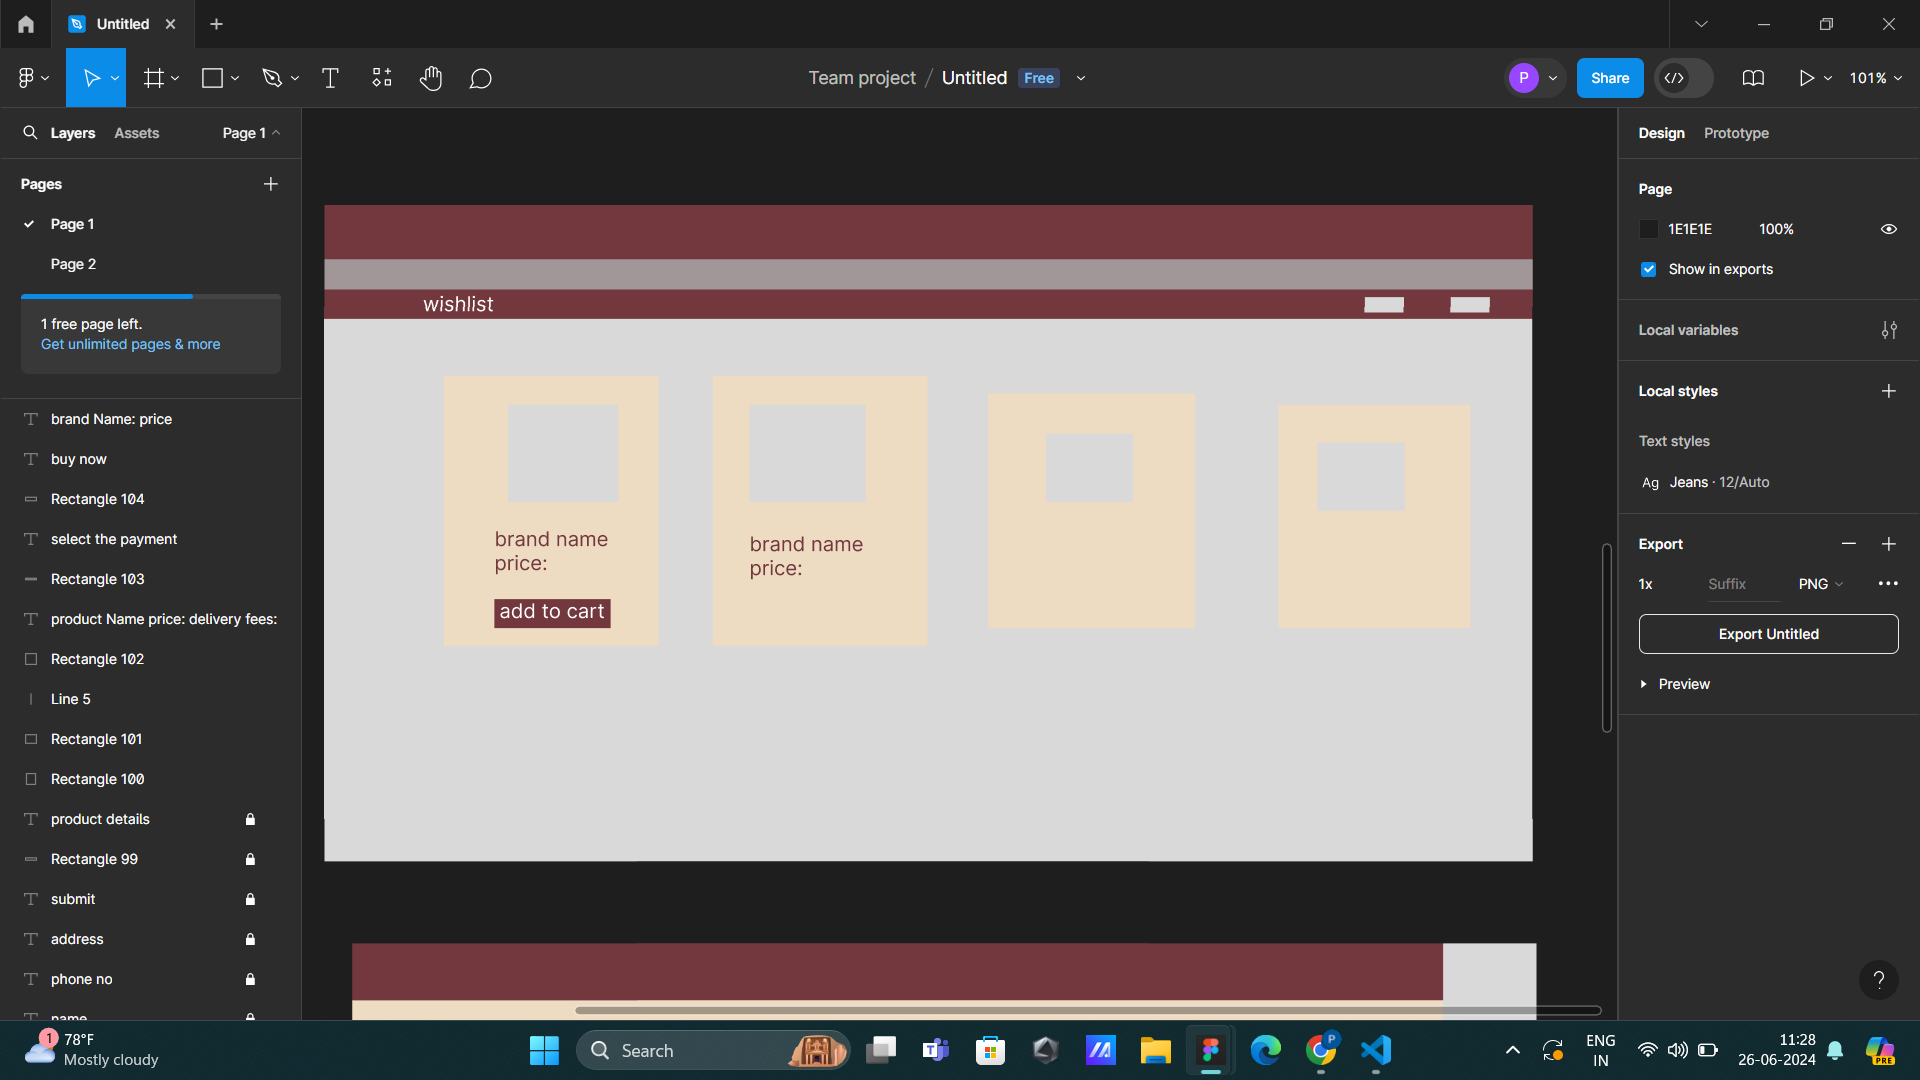 Untitled
Team project / Untitled Free
P
Share
101%
Layers Assets Page 1
Pages
Page 1
Page 2
1 free page left.
Get unlimited pages & more
brand Name: price
buy now
Rectangle 104
select the payment
Rectangle 103
product Name price: delivery fees:
Rectangle 102
Line 5
Rectangle 101
Rectangle 100
product details
Rectangle 99
submit
address
phone no
name
wishlist
brand name
price:
add to cart
brand name
price:
Design Prototype
Page
1E1E1E 100%
Show in exports
Local variables
Local styles
Text styles
Ag Jeans · 12/Auto
Export
1x Suffix PNG
Export Untitled
Preview
?
1
78°F
Mostly cloudy
Search
P
ENG
IN
11:28
26-06-2024
PRE